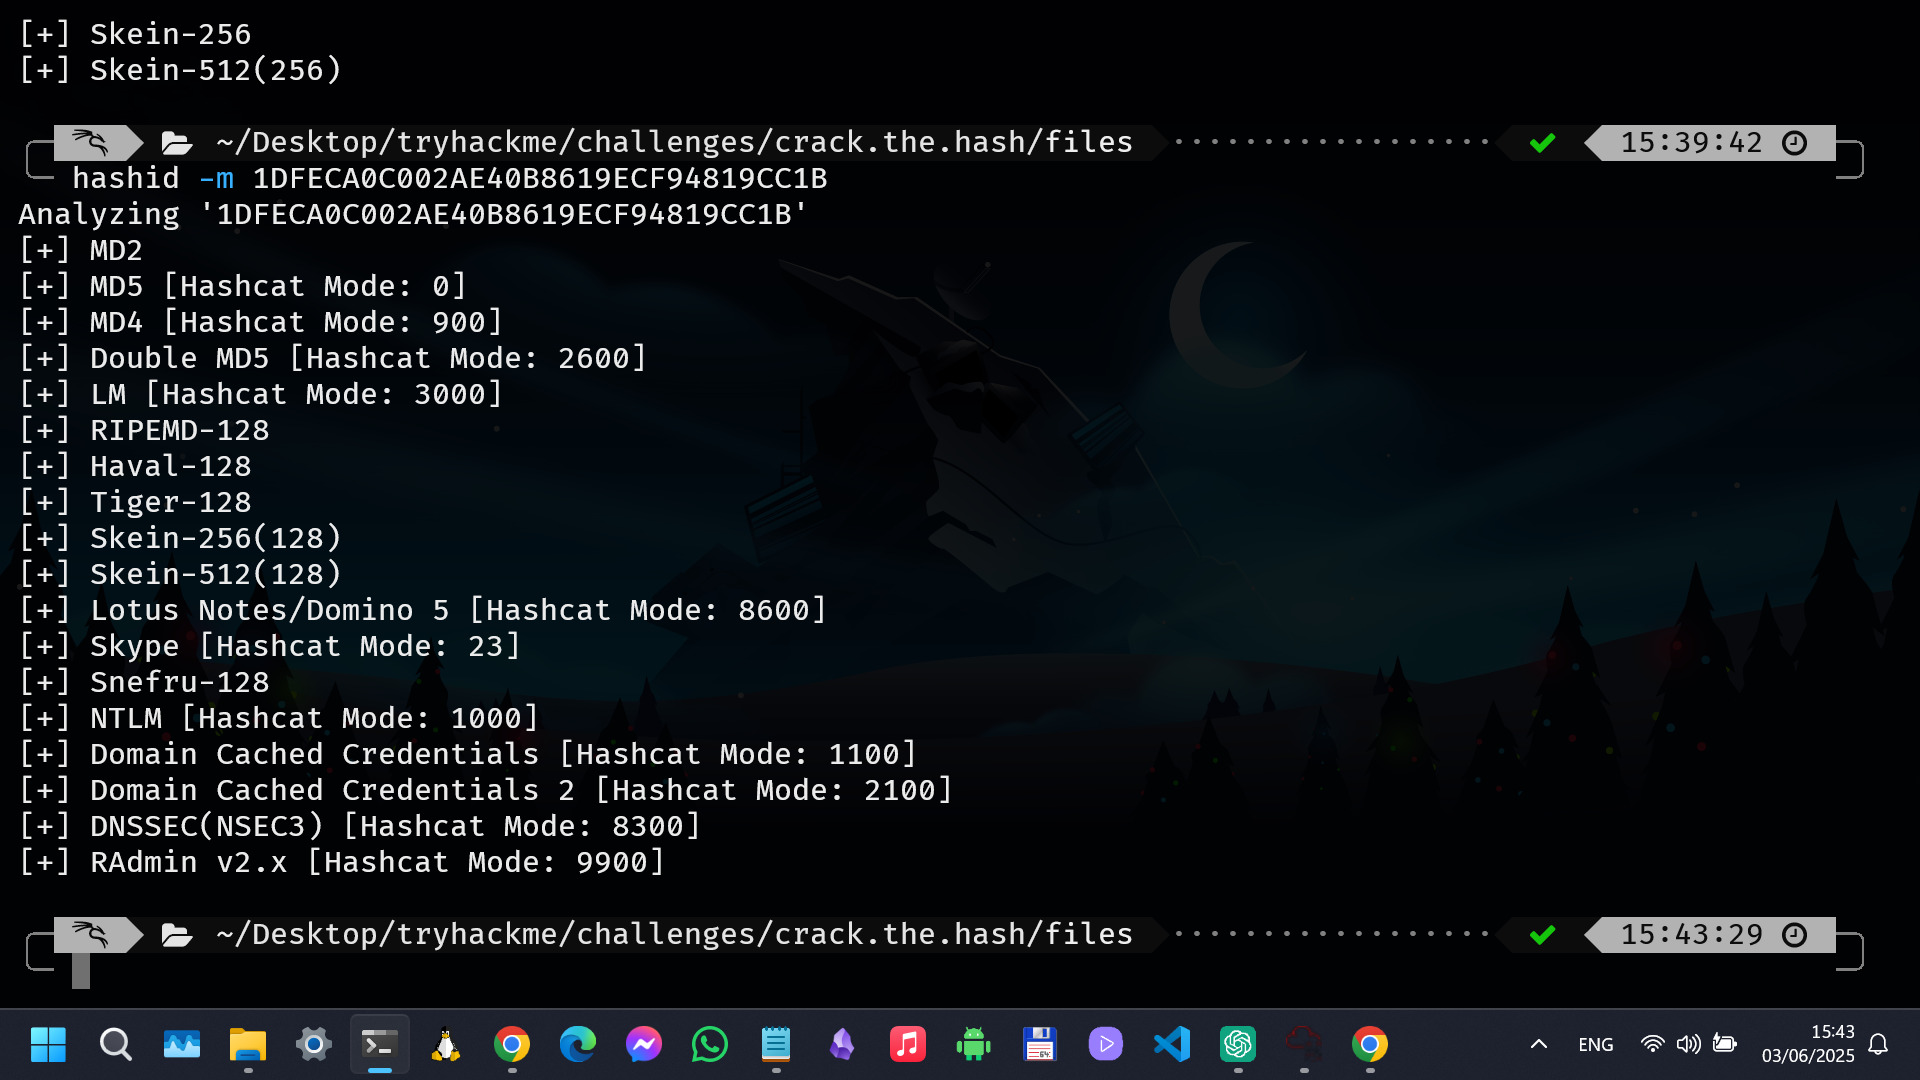 [+] Skein-256
[+] Skein-512(256)
~/Desktop/tryhackme/challenges/crack.the.hash/files 15:39:42
hashid -m 1DFECA0C002AE40B8619ECF94819CC1B
Analyzing '1DFECA0C002AE40B8619ECF94819CC1B'
[+] MD2
[+] MD5 [Hashcat Mode: 0]
[+] MD4 [Hashcat Mode: 900]
[+] Double MD5 [Hashcat Mode: 2600]
[+] LM [Hashcat Mode: 3000]
[+] RIPEMD-128
[+] Haval-128
[+] Tiger-128
[+] Skein-256(128)
[+] Skein-512(128)
[+] Lotus Notes/Domino 5 [Hashcat Mode: 8600]
[+] Skype [Hashcat Mode: 23]
[+] Snefru-128
[+] NTLM [Hashcat Mode: 1000]
[+] Domain Cached Credentials [Hashcat Mode: 1100]
[+] Domain Cached Credentials 2 [Hashcat Mode: 2100]
[+] DNSSEC(NSEC3) [Hashcat Mode: 8300]
[+] RAdmin v2.x [Hashcat Mode: 9900]
~/Desktop/tryhackme/challenges/crack.the.hash/files 15:43:29
64
ENG
15:43
03/06/2025